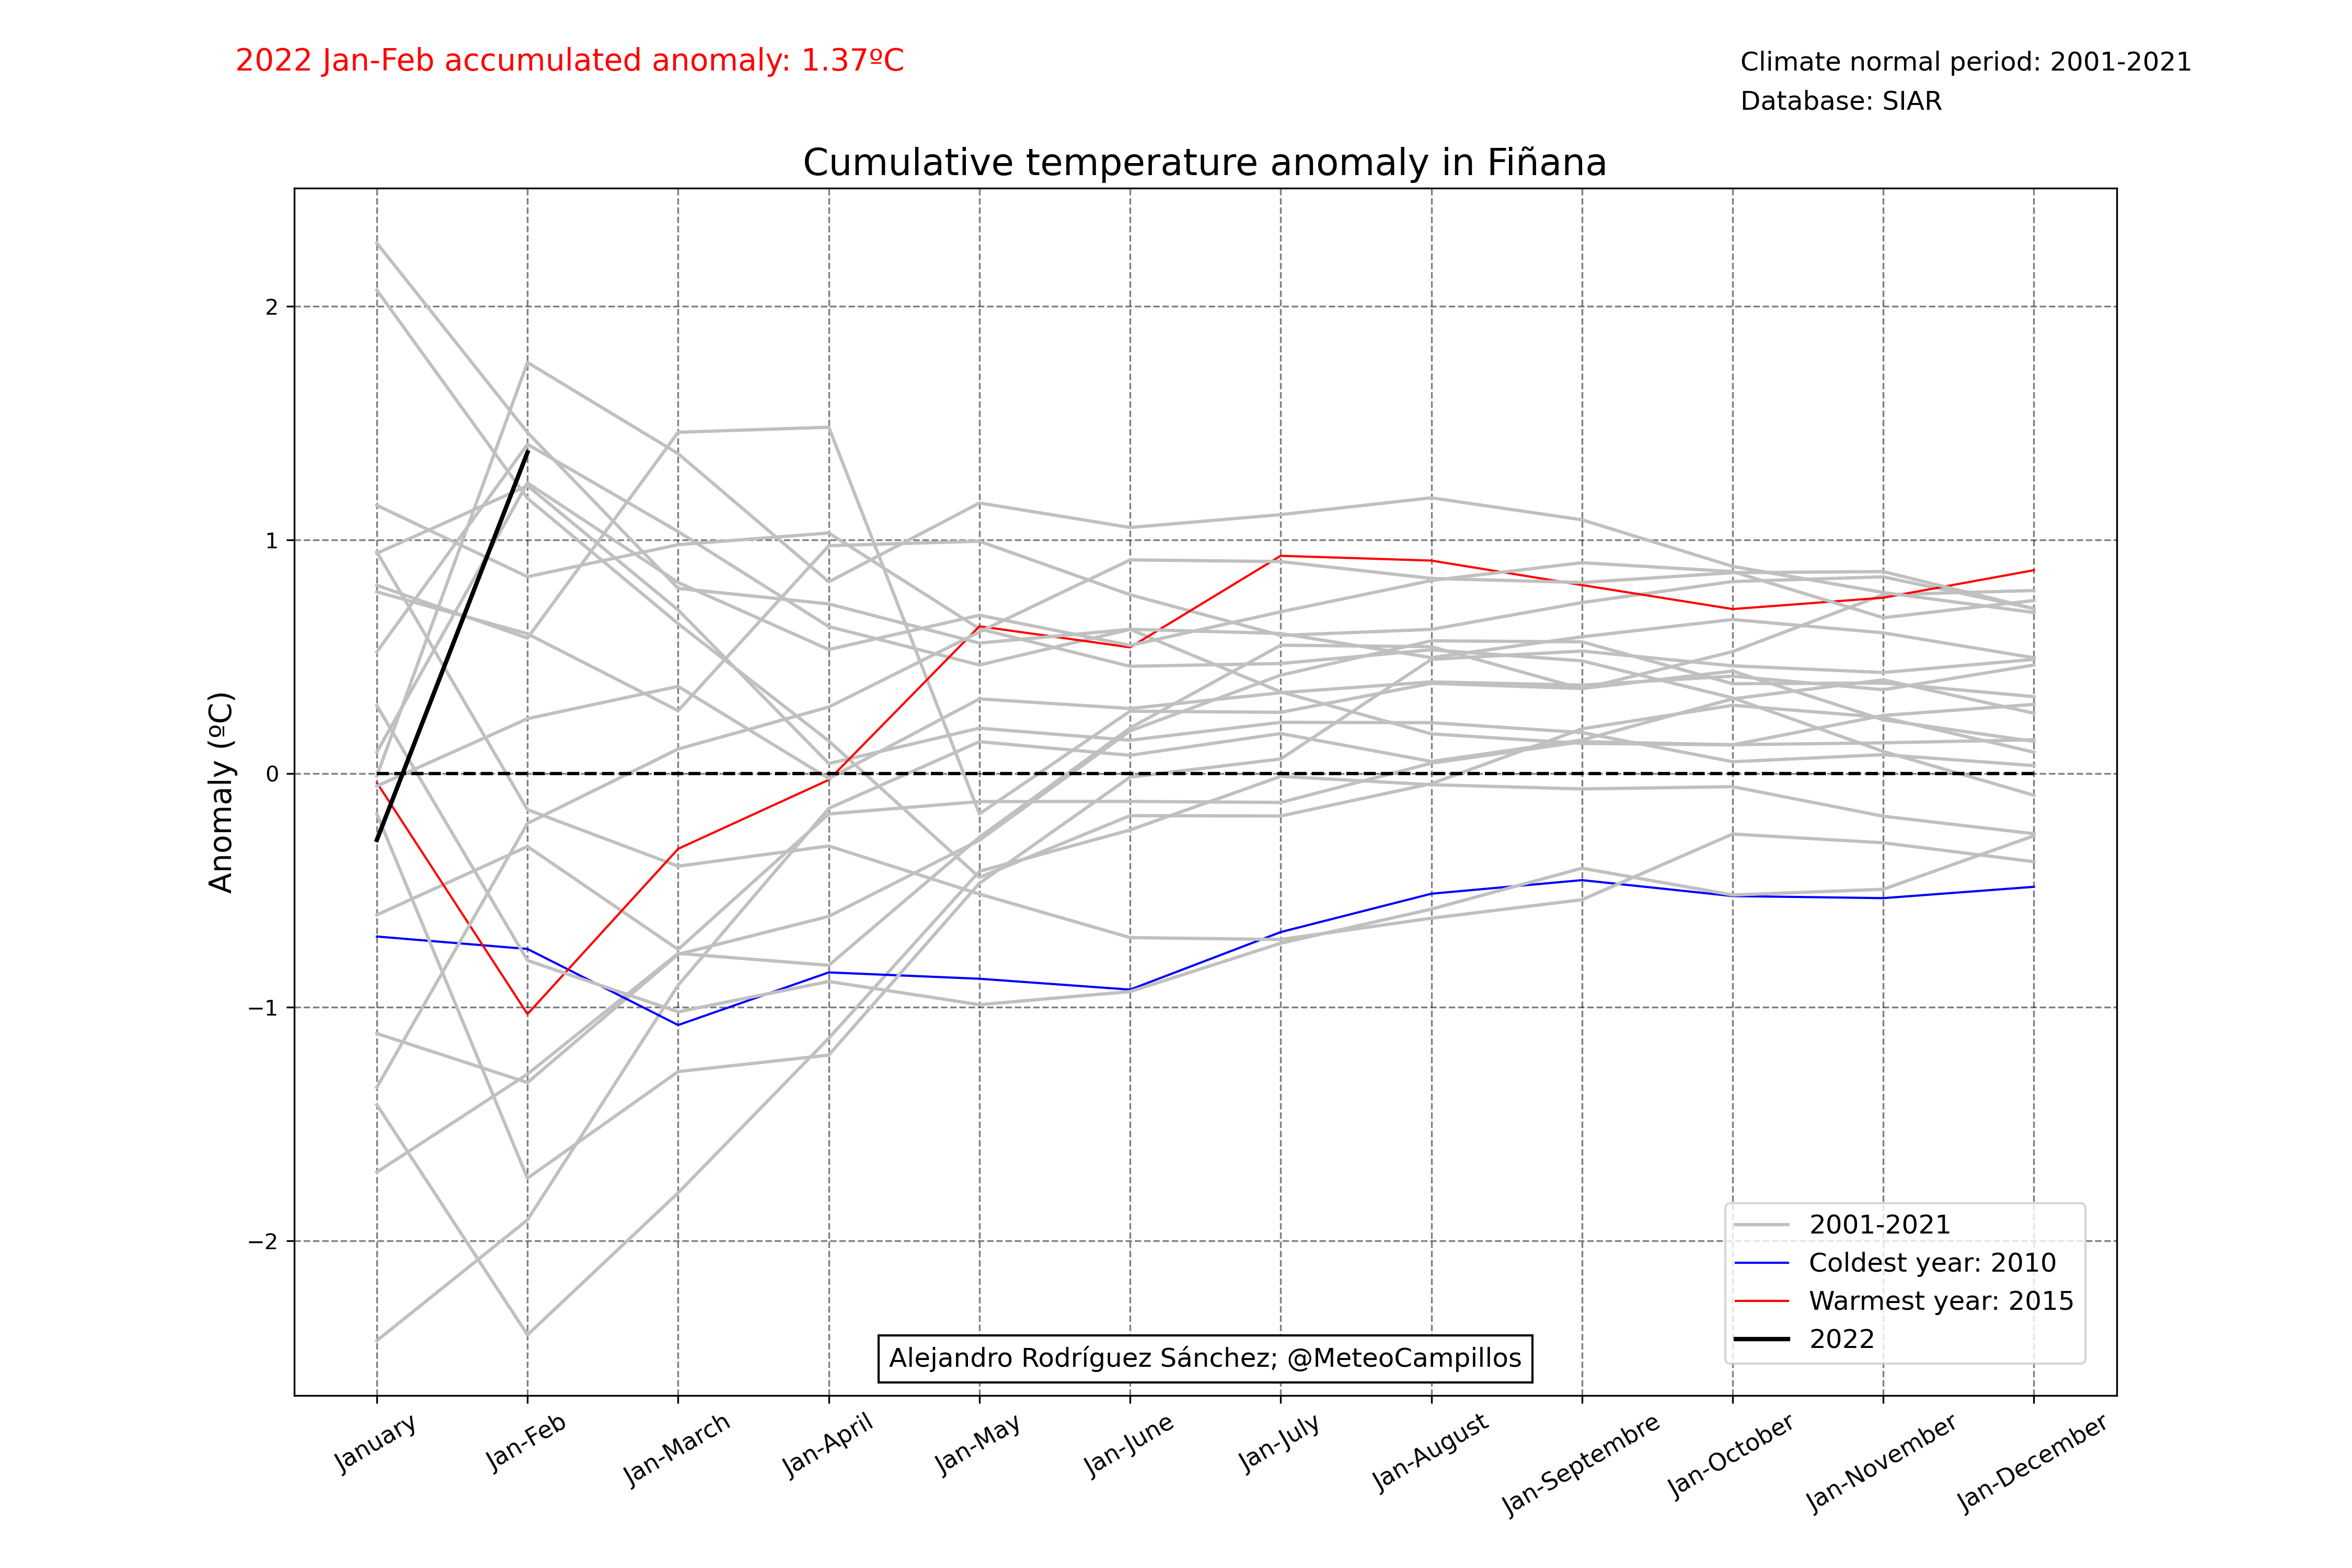 2022 Jan-Feb accumulated anomaly: 1.37ºC
Climate normal period: 2001-2021
Database: SIAR
Cumulative temperature anomaly in Fiñana
Anomaly (ºC)
2
1
0
−1
−2
2001-2021
Coldest year: 2010
Warmest year: 2015
2022
Alejandro Rodríguez Sánchez; @MeteoCampillos
January
Jan-Feb
Jan-March
Jan-April
Jan-May
Jan-June
Jan-July
Jan-August
Jan-Septembre
Jan-October
Jan-November
Jan-December